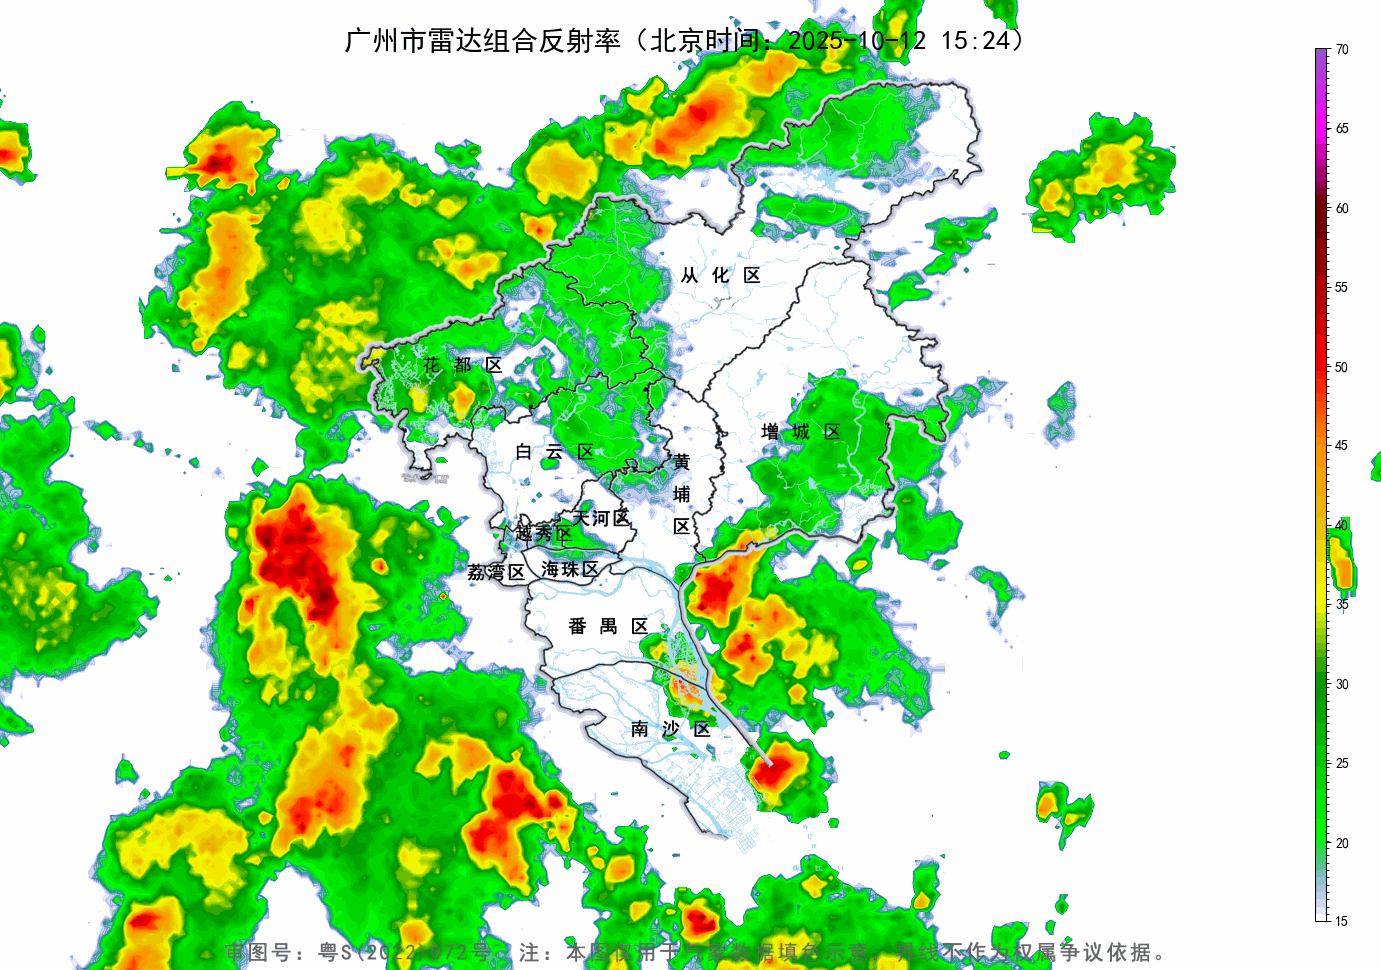 广州市雷达组合反射率（北京时间：2025-10-12 15:24）
70
65
60
55
50
45
40
35
30
25
20
15
从化区
花都区
增城区
白云区
黄埔区
天河区
越秀区
荔湾区
海珠区
番禺区
南沙区
审图号：粤S(2022)072号 注：本图仅用于气象数据填色示意，界线不作为权属争议依据。